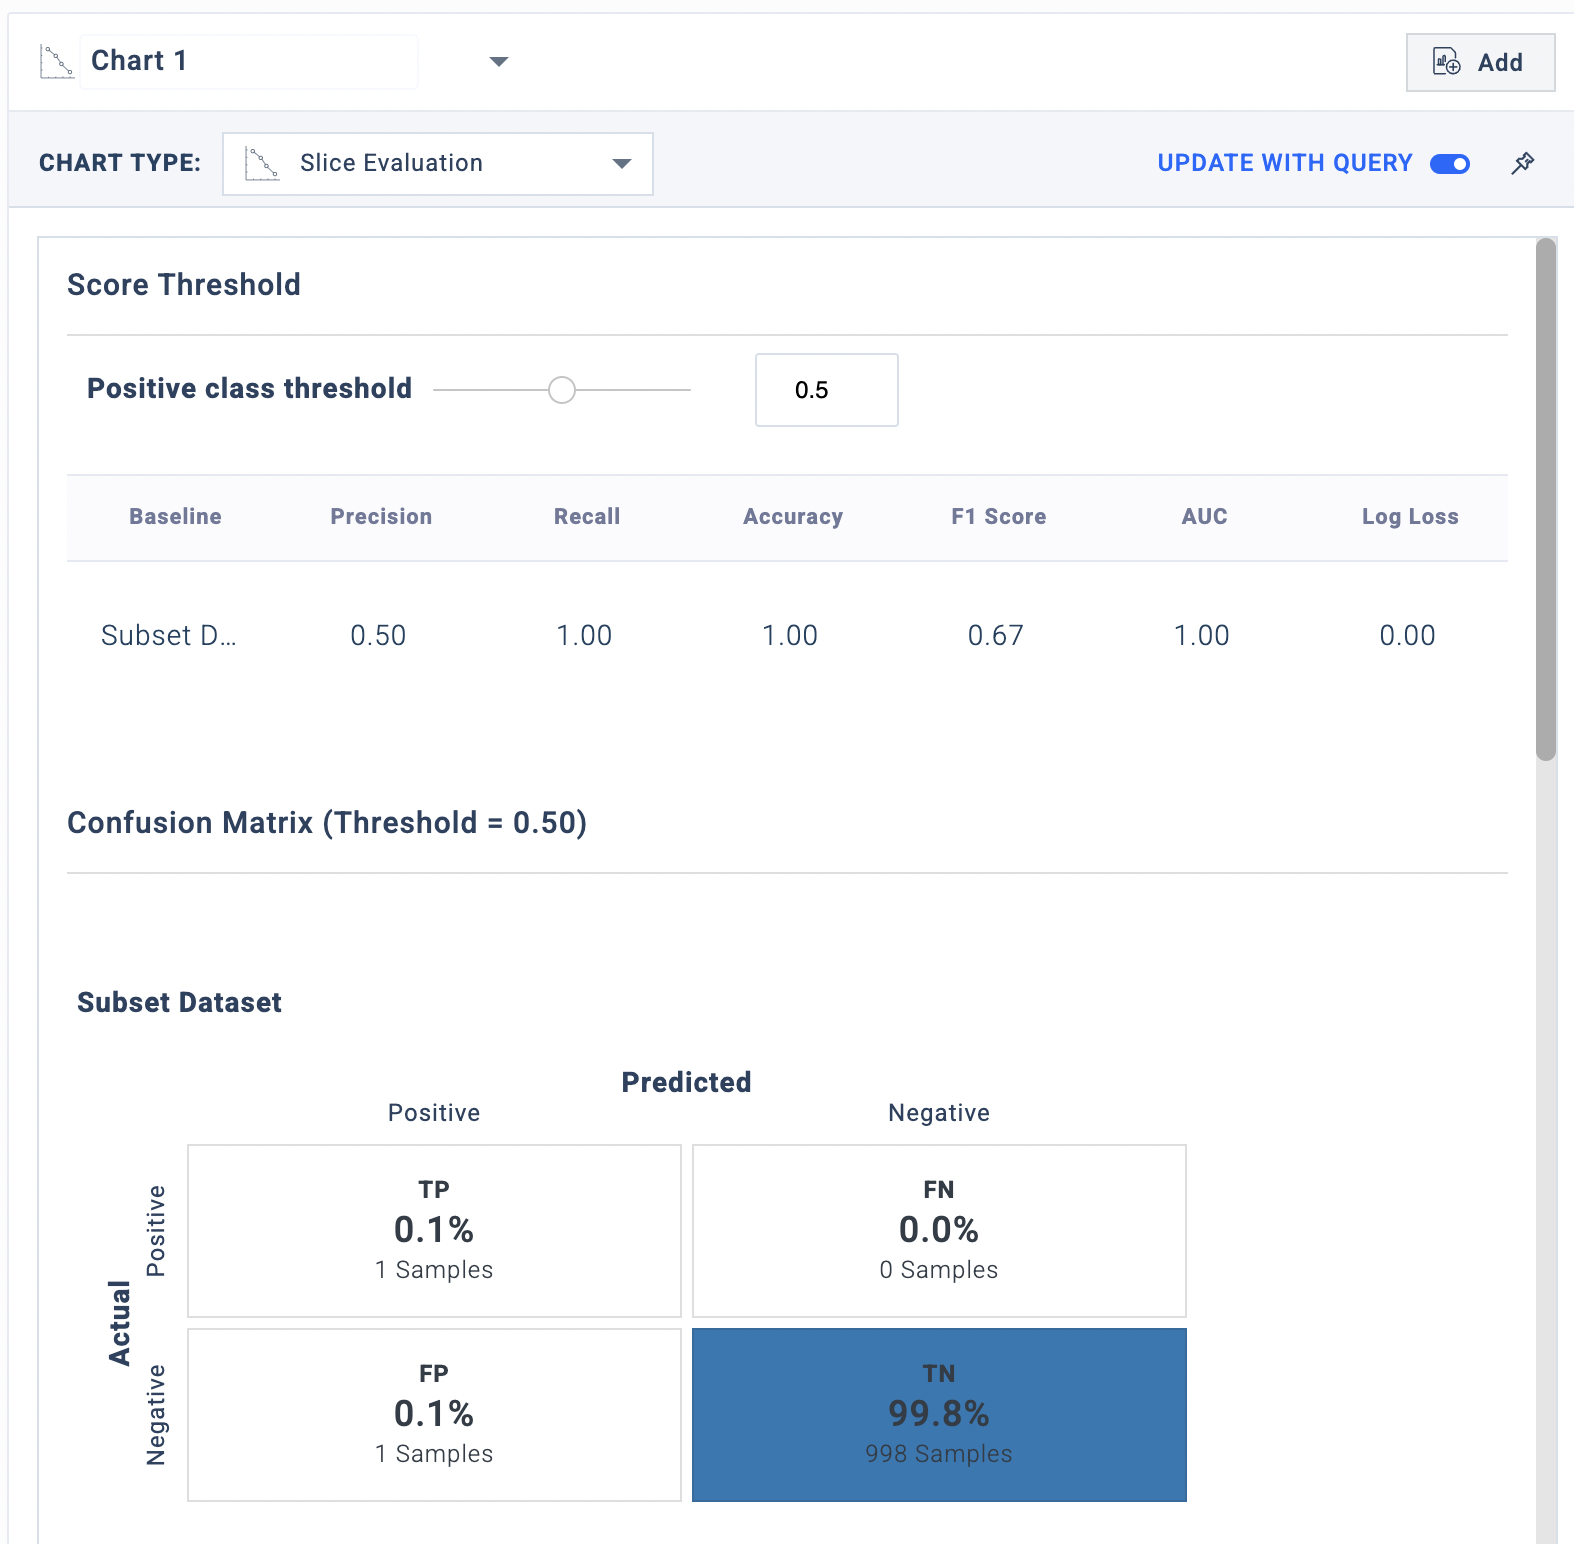 Chart 1
Add
CHART TYPE:
Slice Evaluation
UPDATE WITH QUERY
Score Threshold
Positive class threshold
0.5
Baseline Precision Recall Accuracy F1 Score AUC Log Loss
Subset D... 0.50 1.00 1.00 0.67 1.00 0.00
Confusion Matrix (Threshold = 0.50)
Subset Dataset
Predicted
Positive Negative
Actual
Positive
TP
0.1%
1 Samples
FN
0.0%
0 Samples
Negative
FP
0.1%
1 Samples
TN
99.8%
998 Samples